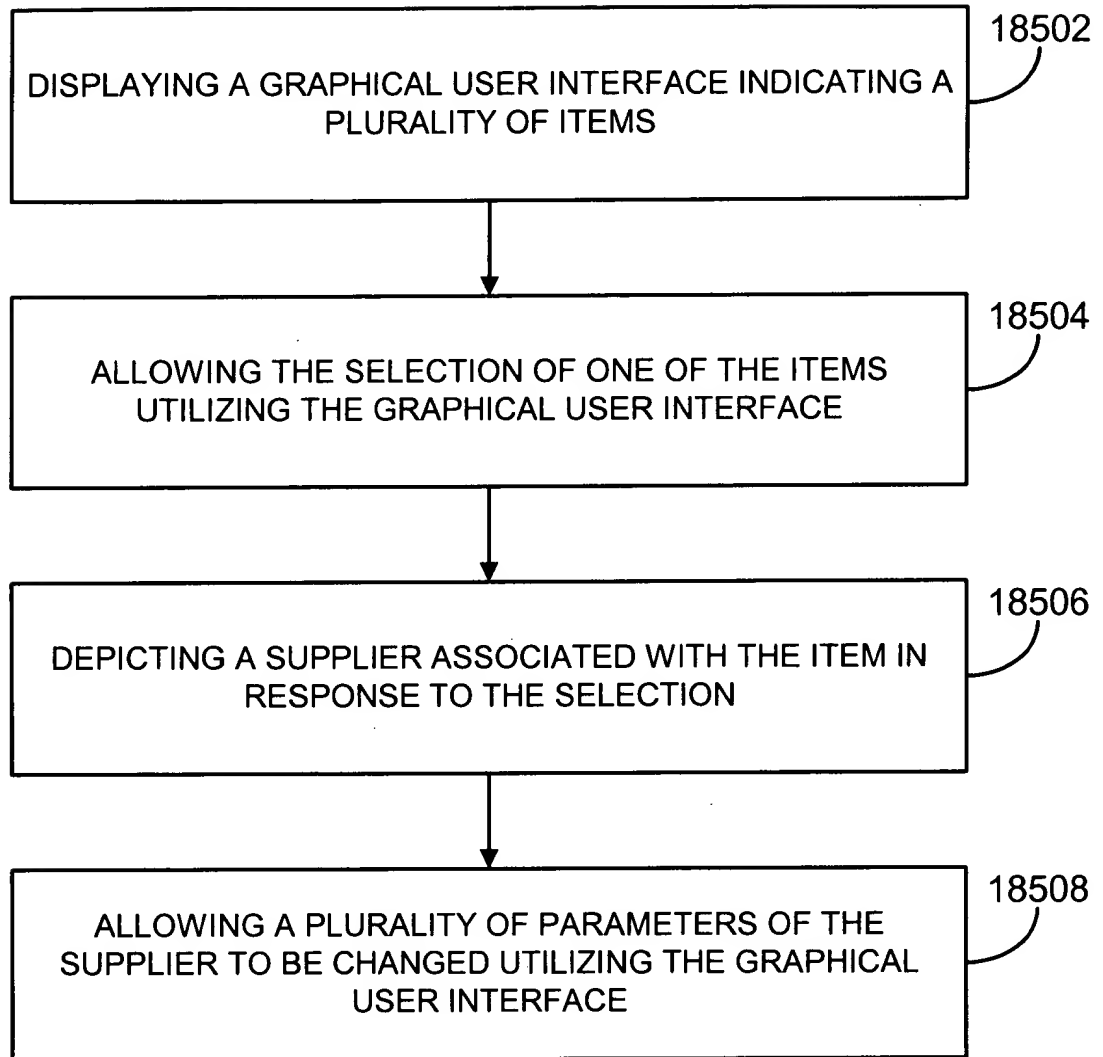 18502
DISPLAYING A GRAPHICAL USER INTERFACE INDICATING A
PLURALITY OF ITEMS
18504
ALLOWING THE SELECTION OF ONE OF THE ITEMS
UTILIZING THE GRAPHICAL USER INTERFACE
18506
DEPICTING A SUPPLIER ASSOCIATED WITH THE ITEM IN
RESPONSE TO THE SELECTION
18508
ALLOWING A PLURALITY OF PARAMETERS OF THE
SUPPLIER TO BE CHANGED UTILIZING THE GRAPHICAL
USER INTERFACE